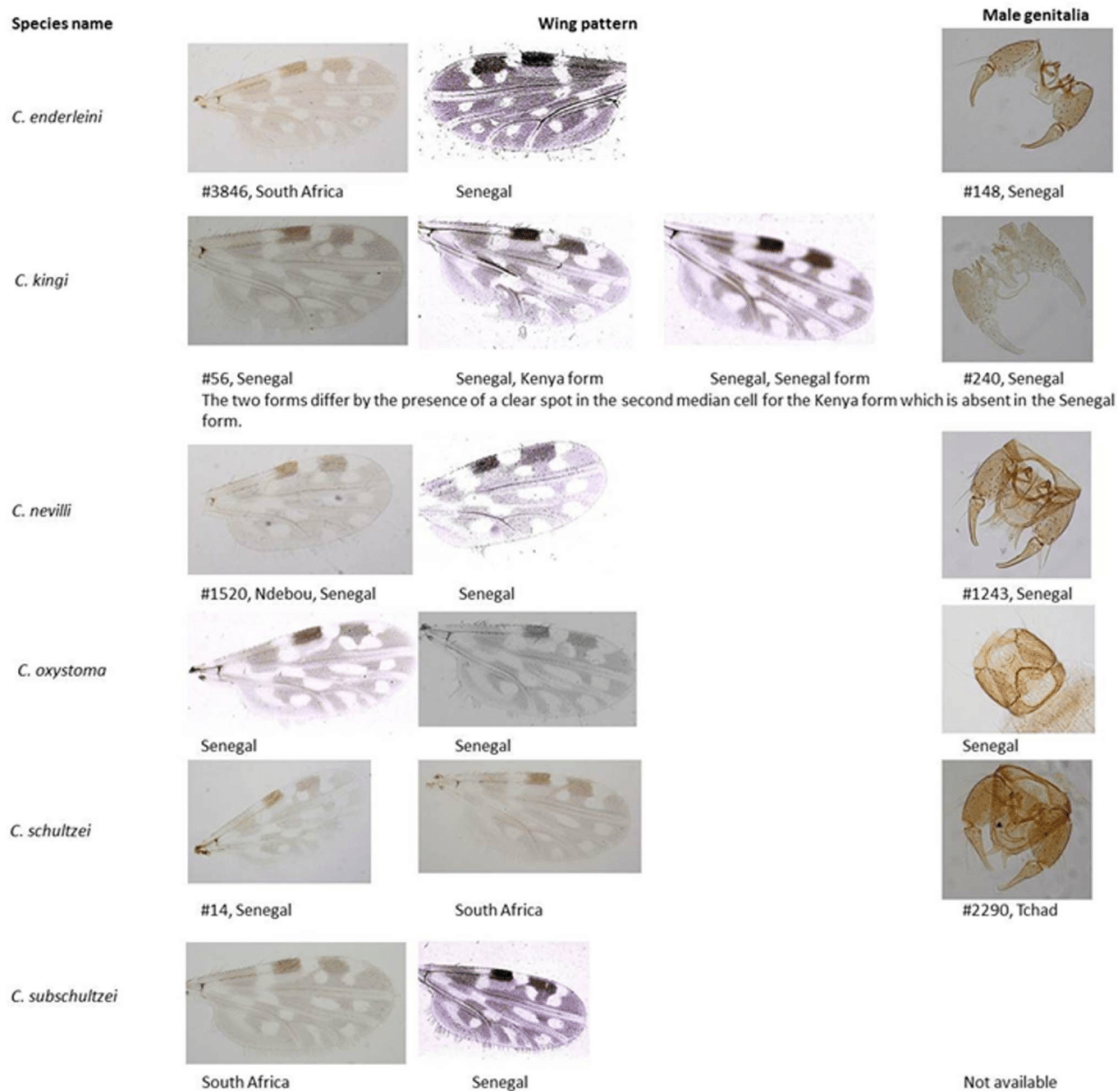 Species name Wing pattern Male genitalia
C. enderleini
#3846, South Africa Senegal #148, Senegal
C. kingi
#56, Senegal Senegal, Kenya form Senegal, Senegal form #240, Senegal
The two forms differ by the presence of a clear spot in the second median cell for the Kenya form which is absent in the Senegal
form.
C. nevilli
#1520, Ndebou, Senegal Senegal #1243, Senegal
C. oxystoma
Senegal Senegal Senegal
C. schultzei
#14, Senegal South Africa #2290, Tchad
C. subschultzei
South Africa Senegal Not available